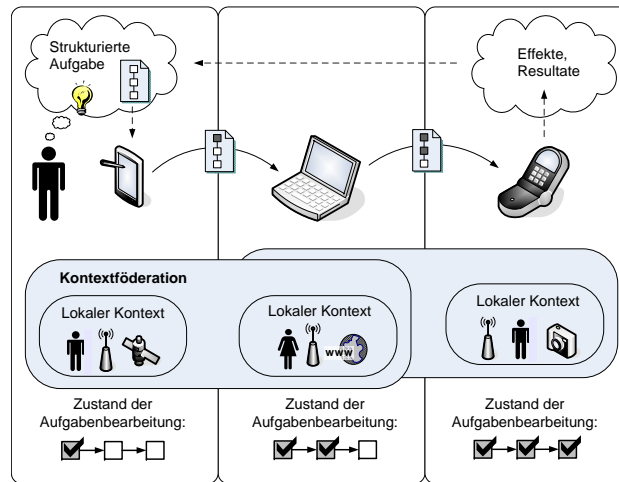 Strukturierte
Aufgabe
Effekte,
Resultate
Kontextföderation
Lokaler Kontext
Lokaler Kontext
www
Lokaler Kontext
Zustand der
Aufgabenbearbeitung:
Zustand der
Aufgabenbearbeitung:
Zustand der
Aufgabenbearbeitung: